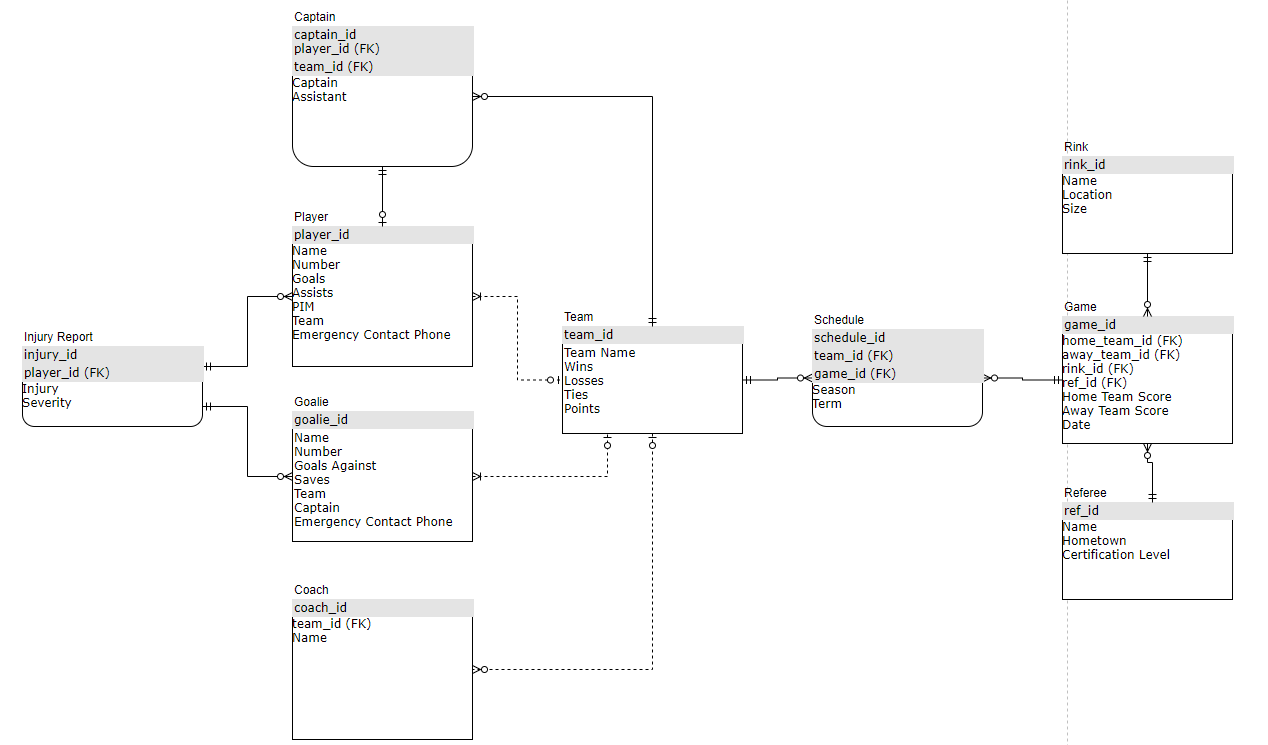 Captain
captain_id
player_id (FK)
team_id (FK)
Captain
Assistant
Player
player_id
Name
Number
Goals
Assists
PIM
Team
Emergency Contact Phone
Injury Report
injury_id
player_id (FK)
Injury
Severity
Goalie
goalie_id
Name
Number
Goals Against
Saves
Team
Captain
Emergency Contact Phone
Coach
coach_id
team_id (FK)
Name
Team
team_id
Team Name
Wins
Losses
Ties
Points
Schedule
schedule_id
team_id (FK)
game_id (FK)
Season
Term
Rink
rink_id
Name
Location
Size
Game
game_id
home_team_id (FK)
away_team_id (FK)
rink_id (FK)
ref_id (FK)
Home Team Score
Away Team Score
Date
Referee
ref_id
Name
Hometown
Certification Level